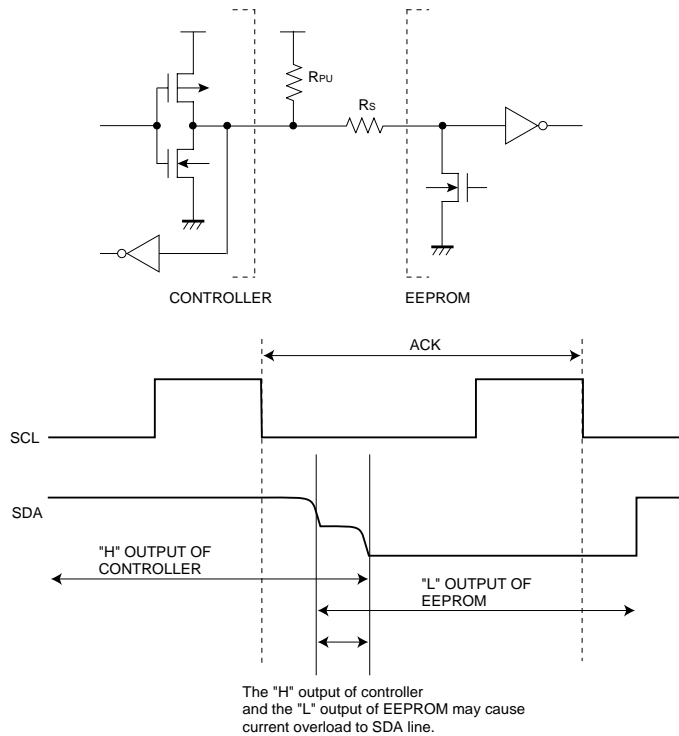 RPU
RS
CONTROLLER
EEPROM
ACK
SCL
SDA
"H" OUTPUT OF
CONTROLLER
"L" OUTPUT OF
EEPROM
The "H" output of controller
and the "L" output of EEPROM may cause
current overload to SDA line.